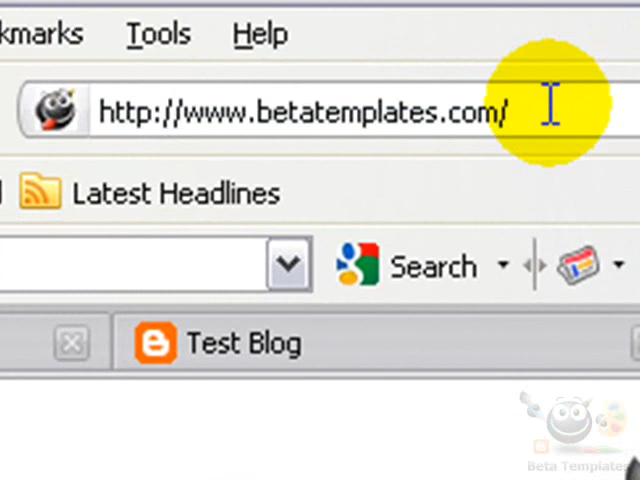 kmarks Tools Help
http://www.betatemplates.com/
Latest Headlines
Search
Test Blog
Beta Templates